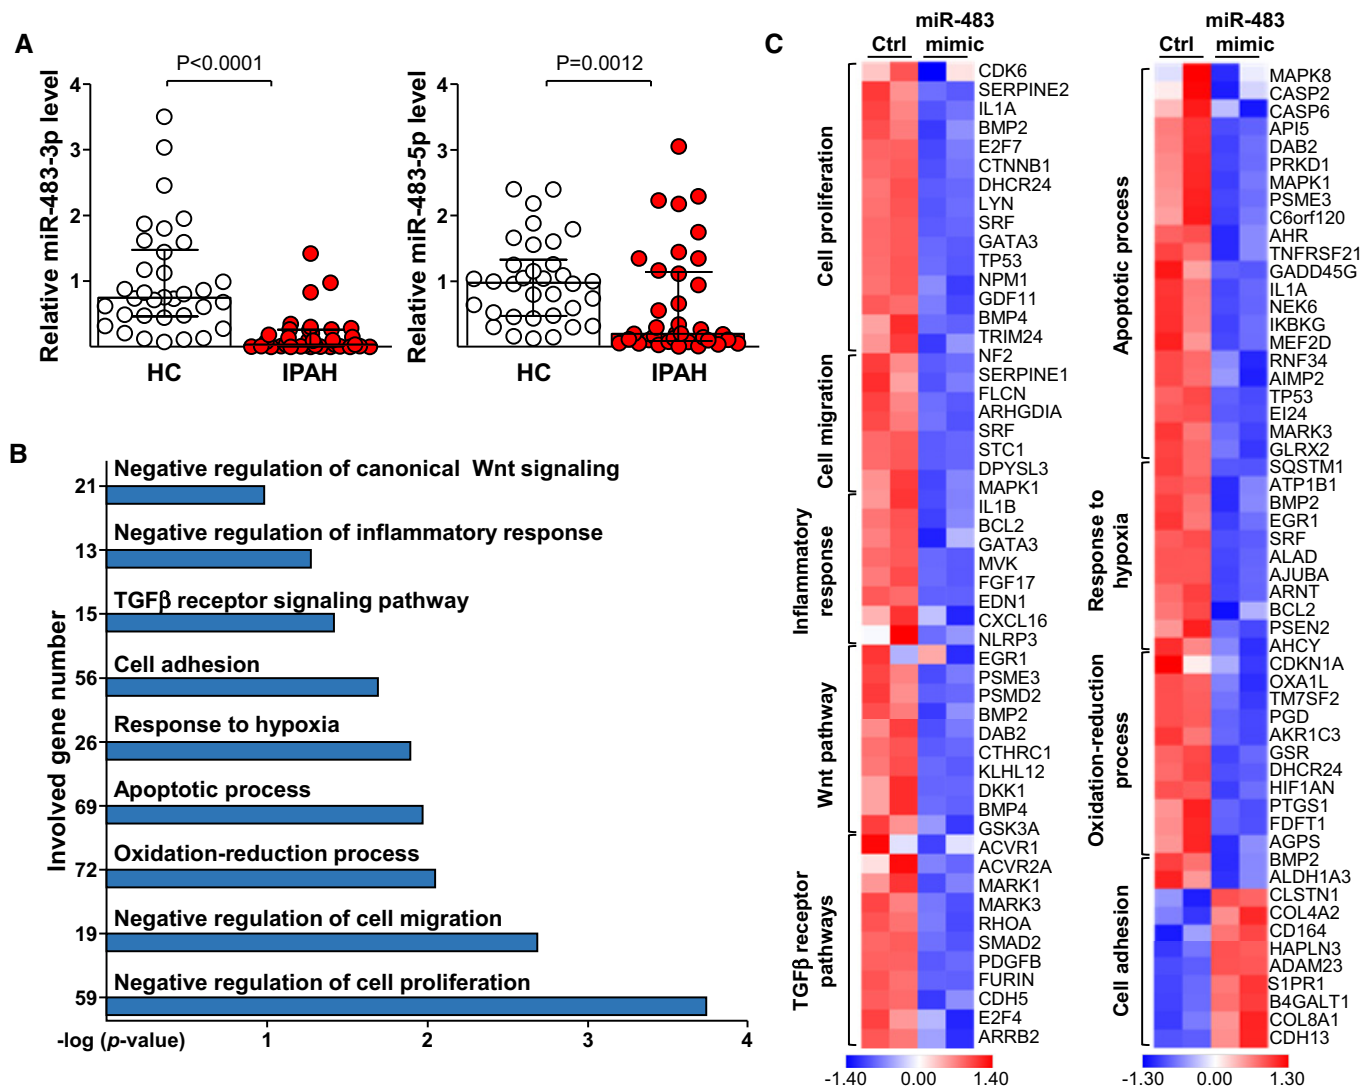 A
P<0.0001
Relative miR-483-3p level
4
3
2
1
HC
IPAH
P=0.0012
Relative miR-483-5p level
4
3
2
1
HC
IPAH
B
Involved gene number
Negative regulation of canonical Wnt signaling
21
Negative regulation of inflammatory response
13
TGFβ receptor signaling pathway
15
Cell adhesion
56
Response to hypoxia
26
Apoptotic process
69
Oxidation-reduction process
72
Negative regulation of cell migration
19
Negative regulation of cell proliferation
59
-log (p-value)
1
2
3
4
C
miR-483
Ctrl
mimic
Cell proliferation
CDK6
SERPINE2
IL1A
BMP2
E2F7
CTNNB1
DHCR24
LYN
SRF
GATA3
TP53
NPM1
GDF11
BMP4
TRIM24
Cell migration
NF2
SERPINE1
FLCN
ARHGDIA
SRF
STC1
DPYSL3
MAPK1
Inflammatory
response
IL1B
BCL2
GATA3
MVK
FGF17
EDN1
CXCL16
NLRP3
Wnt pathway
EGR1
PSME3
PSMD2
BMP2
DAB2
CTHRC1
KLHL12
DKK1
BMP4
GSK3A
TGFβ receptor
pathways
ACVR1
ACVR2A
MARK1
MARK3
RHOA
SMAD2
PDGFB
FURIN
CDH5
E2F4
ARRB2
-1.40
0.00
1.40
miR-483
Ctrl
mimic
Apoptotic process
MAPK8
CASP2
CASP6
API5
DAB2
PRKD1
MAPK1
PSME3
C6orf120
AHR
TNFRSF21
GADD45G
IL1A
NEK6
IKBKG
MEF2D
RNF34
AIMP2
TP53
EI24
MARK3
GLRX2
Response to
hypoxia
SQSTM1
ATP1B1
BMP2
EGR1
SRF
ALAD
AJUBA
ARNT
BCL2
PSEN2
AHCY
Oxidation-reduction
process
CDKN1A
OXA1L
TM7SF2
PGD
AKR1C3
GSR
DHCR24
HIF1AN
PTGS1
FDFT1
AGPS
Cell adhesion
BMP2
ALDH1A3
CLSTN1
COL4A2
CD164
HAPLN3
ADAM23
S1PR1
B4GALT1
COL8A1
CDH13
-1.30
0.00
1.30